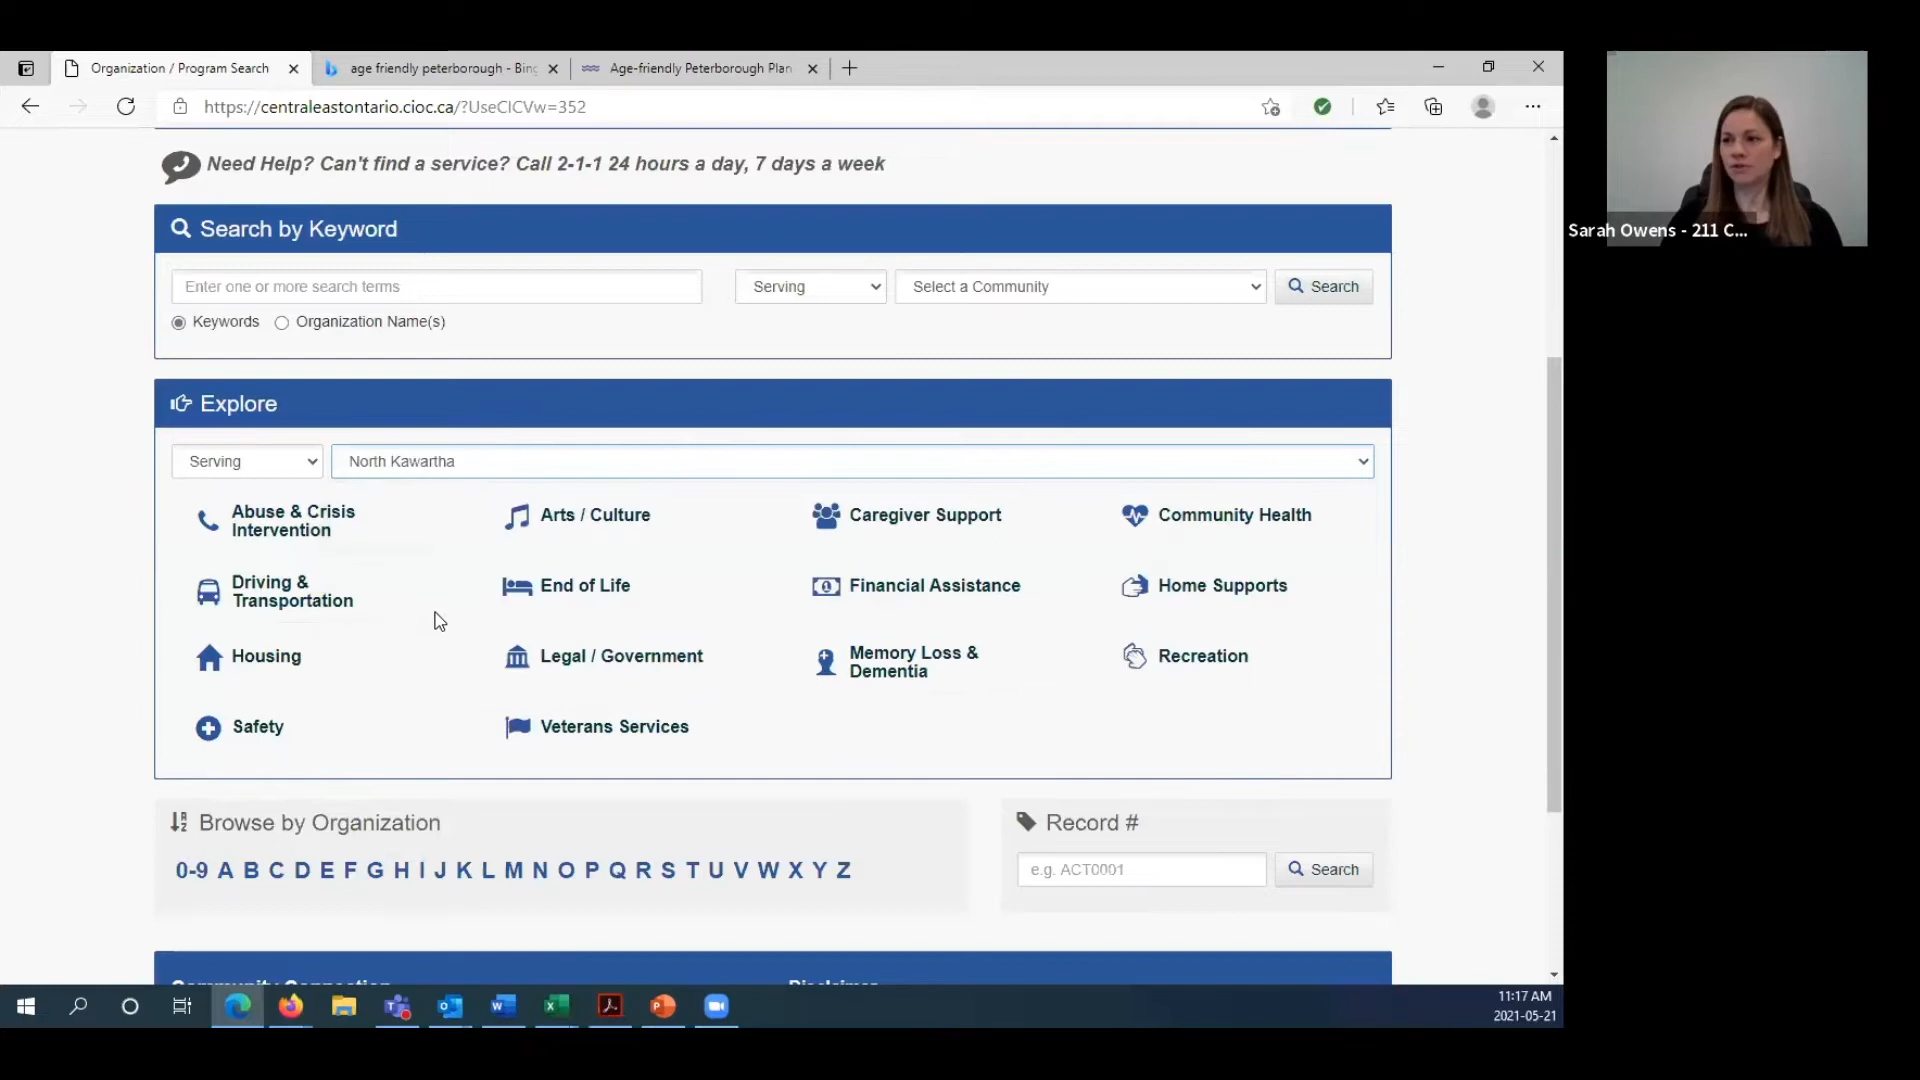 Organization / Program Search
age friendly peterborough - Bing
Age-friendly Peterborough Plan
https://centraleastontario.cioc.ca/?UseCICVw=352
Need Help? Can't find a service? Call 2-1-1 24 hours a day, 7 days a week
Search by Keyword
Enter one or more search terms
Serving
Select a Community
Search
Keywords
Organization Name(s)
Explore
Serving
North Kawartha
Abuse & Crisis
Intervention
Arts / Culture
Caregiver Support
Community Health
Driving &
Transportation
End of Life
Financial Assistance
Home Supports
Housing
Legal / Government
Memory Loss &
Dementia
Recreation
Safety
Veterans Services
Browse by Organization
0-9 A B C D E F G H I J K L M N O P Q R S T U V W X Y Z
Record #
e.g. ACT0001
Search
Community Connection
Disclaimer
11:17 AM
2021-05-21
Sarah Owens - 211 C...